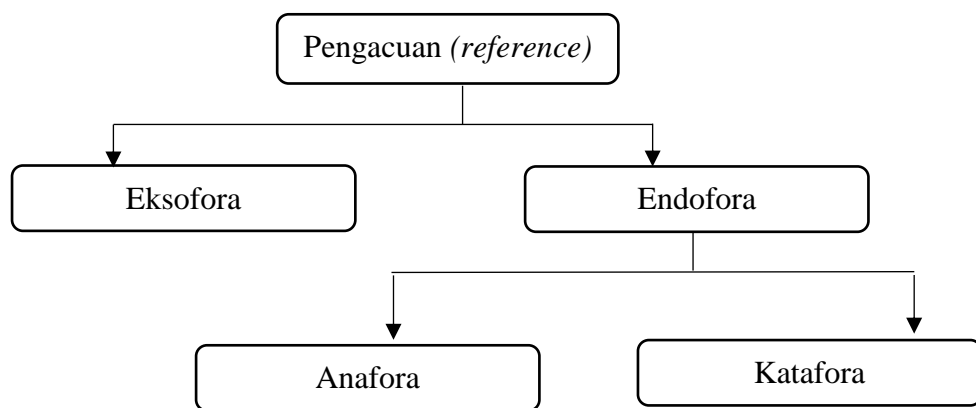 Pengacuan (reference)
Eksofora
Endofora
Anafora
Katafora